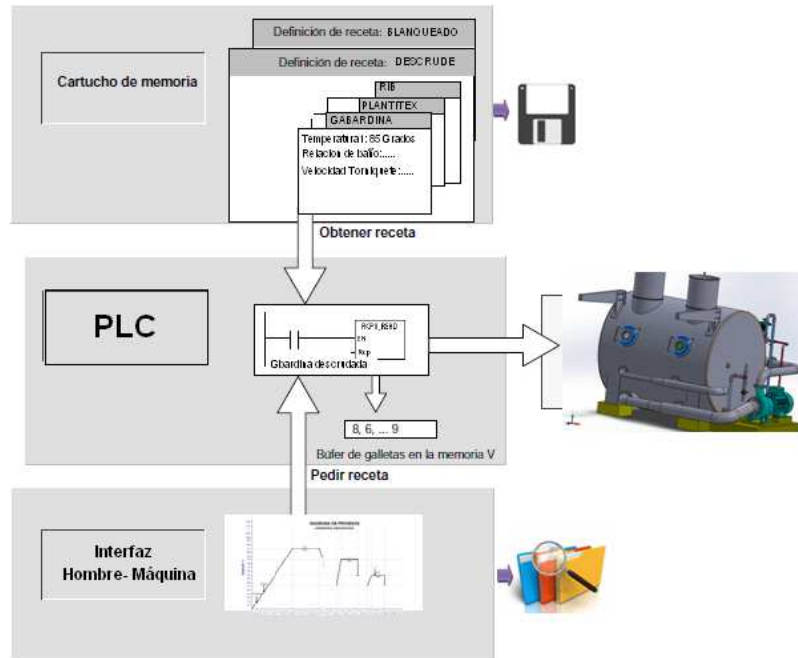 Definición de receta: BLANQUEADO
Definición de receta: DESCRUDE
Cartucho de memoria
RIB
PLANTITEX
GABARDINA
Temperatura1: 85 Grados
Relacion de baño:.....
Velocidad Torniquete:.....
Obtener receta
PLC
EN
Rcp
Gbardina descrudada
8, 6, ... 9
Búfer de galletas en la memoria V
Pedir receta
Interfaz
Hombre- Máquina